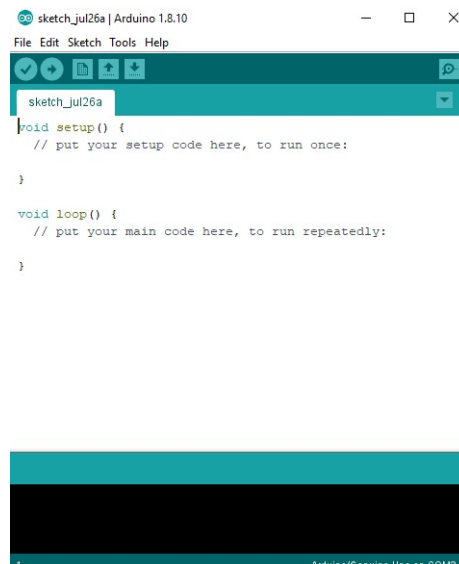 sketch_jul26a | Arduino 1.8.10
File Edit Sketch Tools Help
sketch_jul26a
void setup() {
// put your setup code here, to run once:
}
void loop() {
// put your main code here, to run repeatedly:
}
1